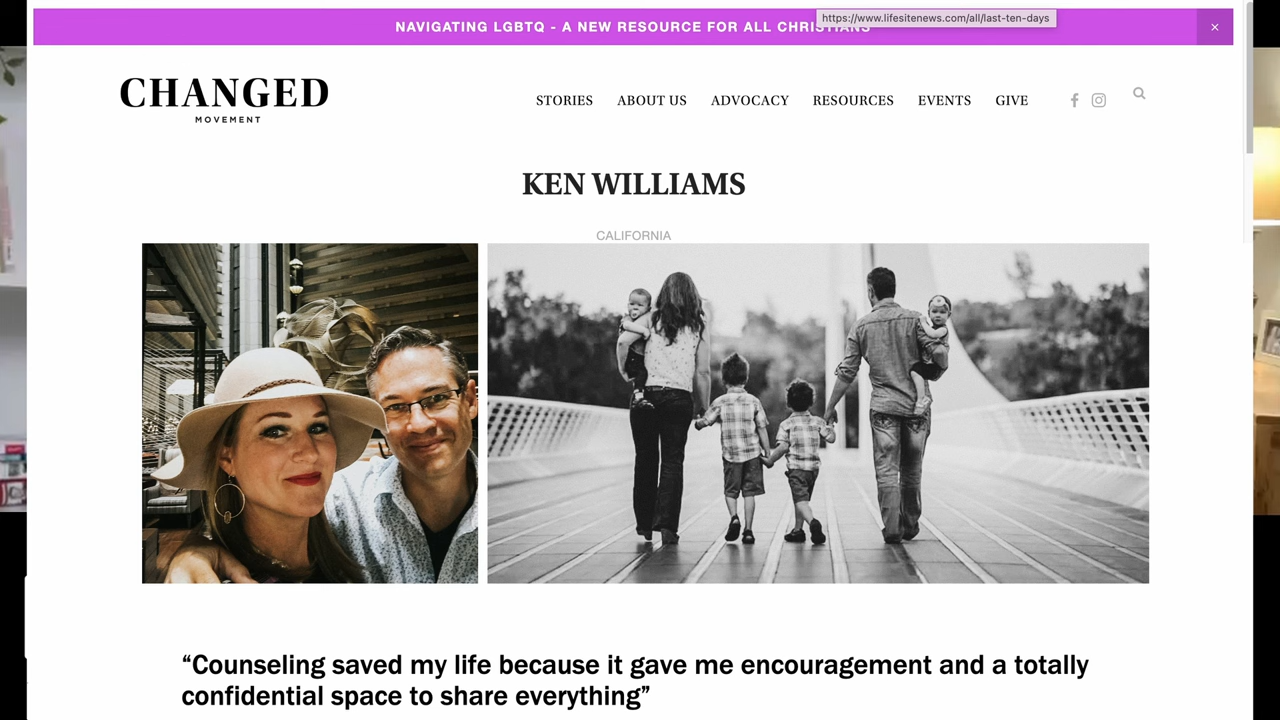 https://www.lifesitenews.com/all/last-ten-days
NAVIGATING LGBTQ - A NEW RESOURCE FOR ALL CHRISTIANS
×
CHANGED
MOVEMENT
STORIES ABOUT US ADVOCACY RESOURCES EVENTS GIVE
KEN WILLIAMS
CALIFORNIA
“Counseling saved my life because it gave me encouragement and a totally
confidential space to share everything”